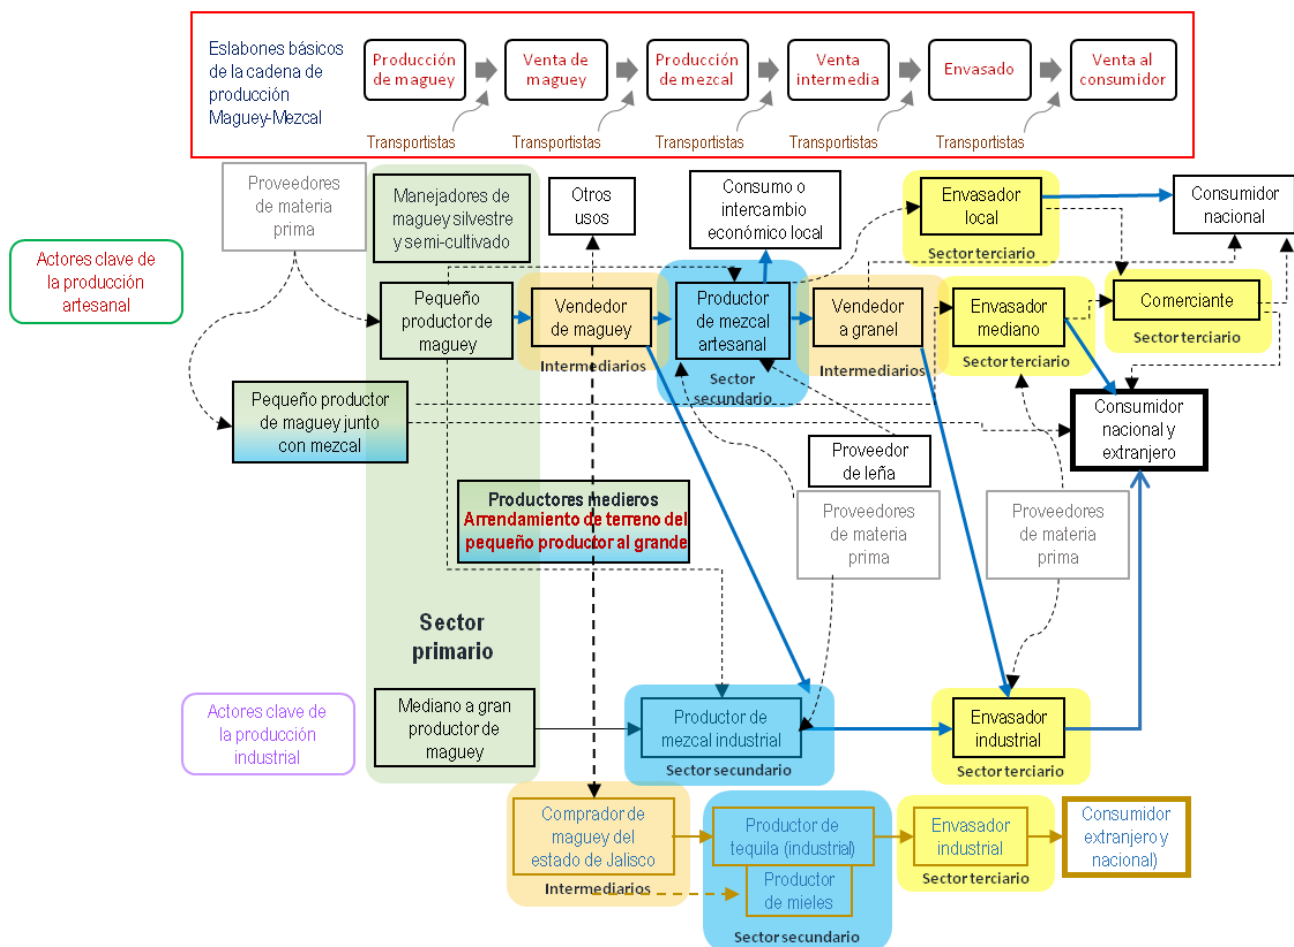 Eslabones básicos
de la cadena de
producción
Maguey-Mezcal
Producción
de maguey
Venta de
maguey
Producción
de mezcal
Venta
intermedia
Envasado
Venta al
consumidor
Transportistas
Transportistas
Transportistas
Transportistas
Transportistas
Proveedores
de materia
prima
Manejadores de
maguey silvestre
y semi-cultivado
Otros
usos
Consumo o
intercambio
económico local
Envasador
local
Sector terciario
Consumidor
nacional
Actores clave de
la producción
artesanal
Pequeño
productor de
maguey
Vendedor
de maguey
Intermediarios
Productor
de mezcal
artesanal
Sector
secundario
Vendedor
a granel
Intermediarios
Envasador
mediano
Sector terciario
Comerciante
Sector terciario
Pequeño productor
de maguey junto
con mezcal
Consumidor
nacional y
extranjero
Proveedor
de leña
Productores medieros
Arrendamiento de terreno del
pequeño productor al grande
Proveedores
de materia
prima
Proveedores
de materia
prima
Sector
primario
Actores clave de
la producción
industrial
Mediano a gran
productor de
maguey
Productor de
mezcal industrial
Sector secundario
Envasador
industrial
Sector terciario
Comprador de
maguey del
estado de Jalisco
Intermediarios
Productor de
tequila (industrial)
Productor
de mieles
Sector secundario
Envasador
industrial
Sector terciario
Consumidor
extranjero y
nacional)